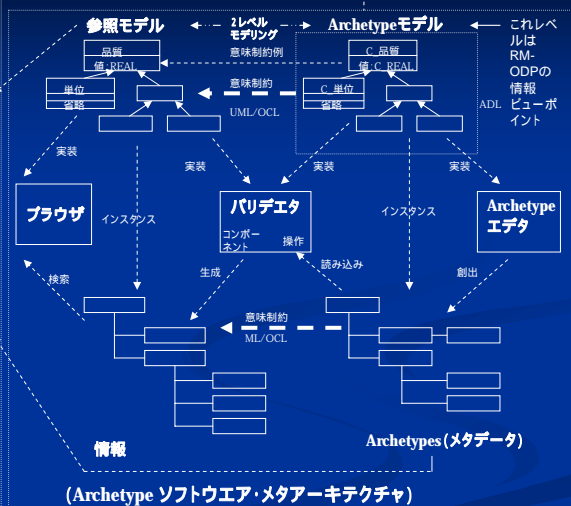 参照モデル
2レベル
モデリング
Archetypeモデル
これレベ
ルは
RM-
ODPの
情報
ビューポ
イント
品質
値:REAL
単位
省略
意味制約例
意味制約
UML/OCL
C_品質
値:C_REAL
C_単位
省略
ADL
実装
実装
実装
実装
ブラウザ
インスタンス
バリデエタ
コンポー
ネント
操作
インスタンス
Archetype
エデタ
検索
生成
読み込み
創出
意味制約
ML/OCL
情報
Archetypes(メタデータ)
(Archetype ソフトウエア・メタアーキテクチャ)